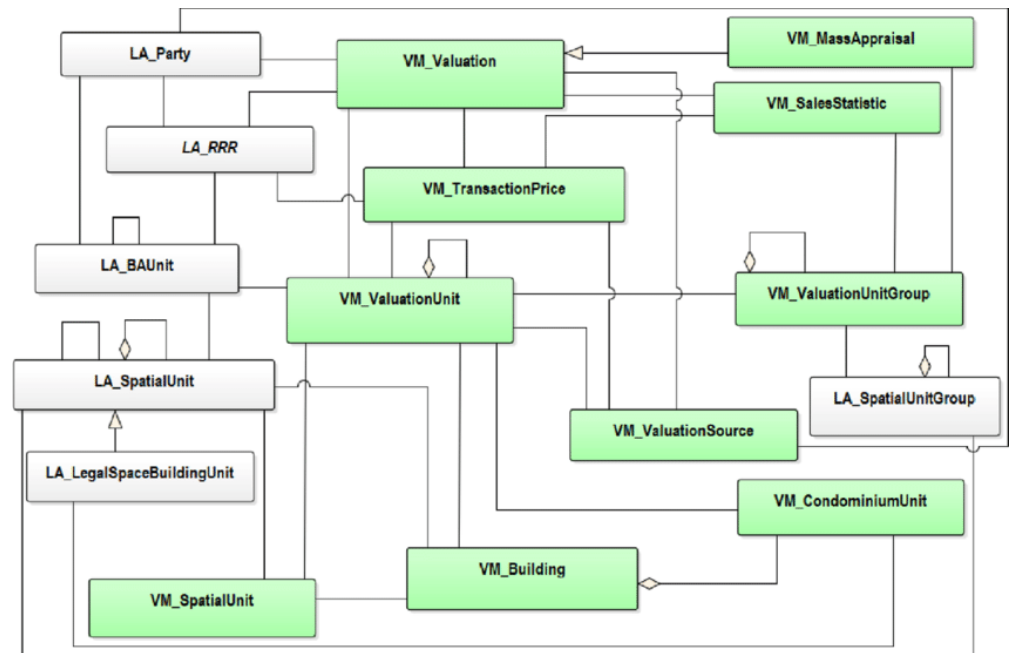 VM_MassAppraisal
LA_Party
VM_Valuation
VM_SalesStatistic
LA_RRR
VM_TransactionPrice
LA_BAUnit
VM_ValuationUnit
VM_ValuationUnitGroup
LA_SpatialUnit
LA_SpatialUnitGroup
VM_ValuationSource
LA_LegalSpaceBuildingUnit
VM_CondominiumUnit
VM_Building
VM_SpatialUnit